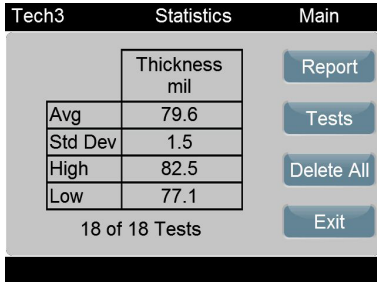 Tech3 Statistics Main
Thickness
mil
Avg 79.6
Std Dev 1.5
High 82.5
Low 77.1
18 of 18 Tests
Report
Tests
Delete All
Exit